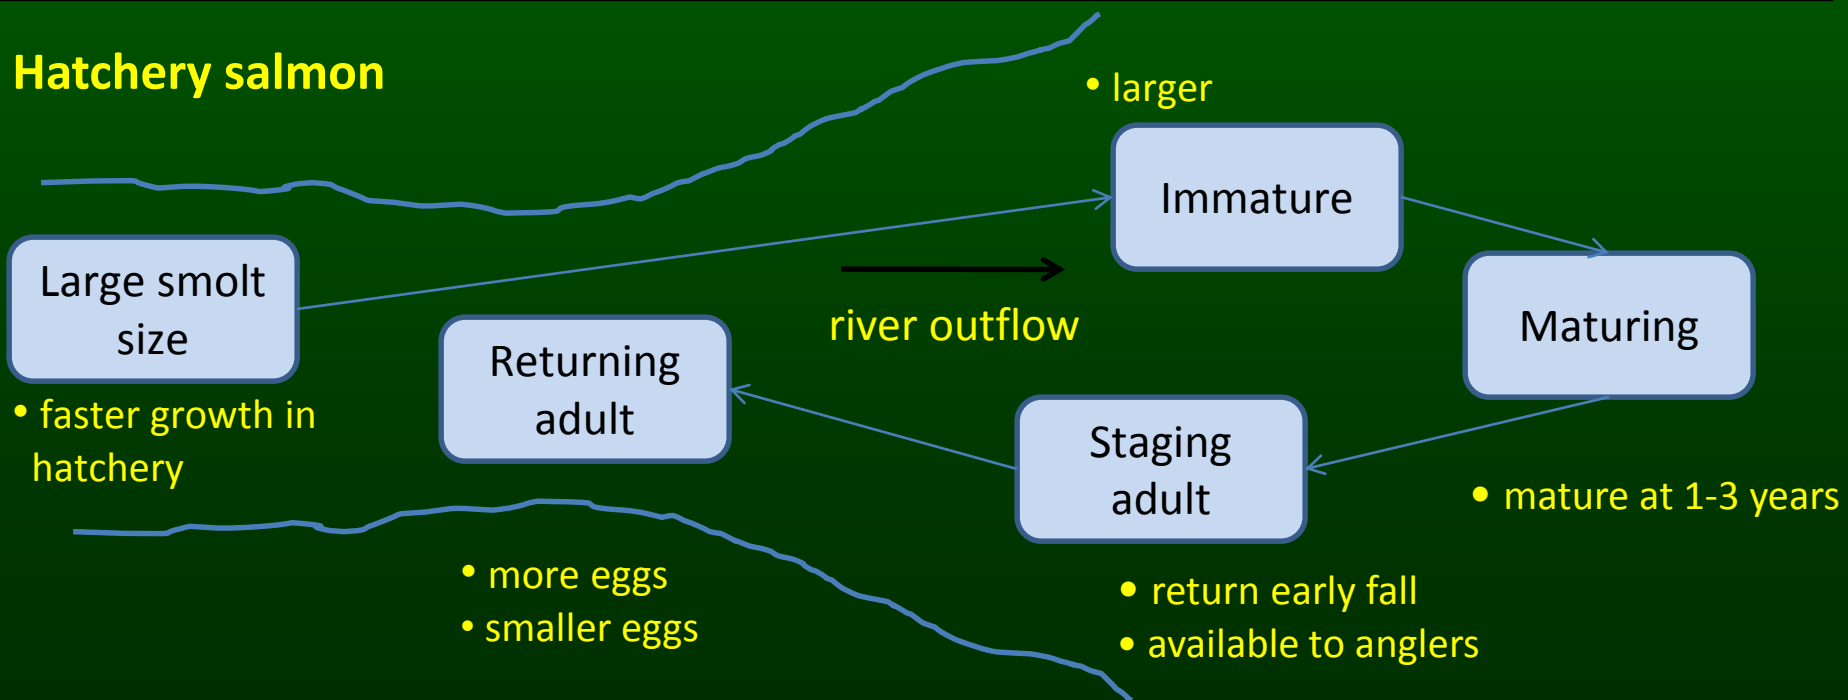 Hatchery salmon
• larger
Immature
Large smolt
size
river outflow
Maturing
Returning
adult
• faster growth in
hatchery
Staging
adult
• mature at 1-3 years
• more eggs
• smaller eggs
• return early fall
• available to anglers